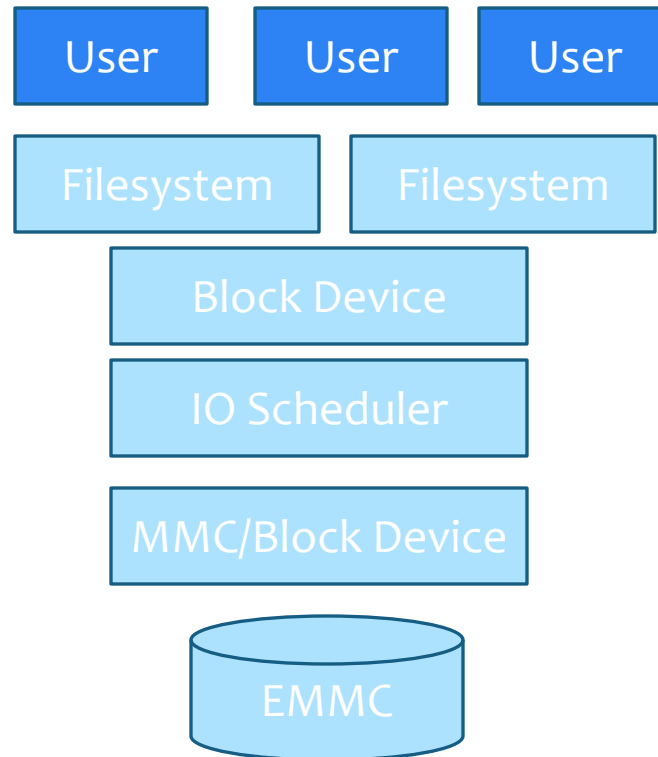 User User User
Filesystem Filesystem
Block Device
IO Scheduler
MMC/Block Device
EMMC